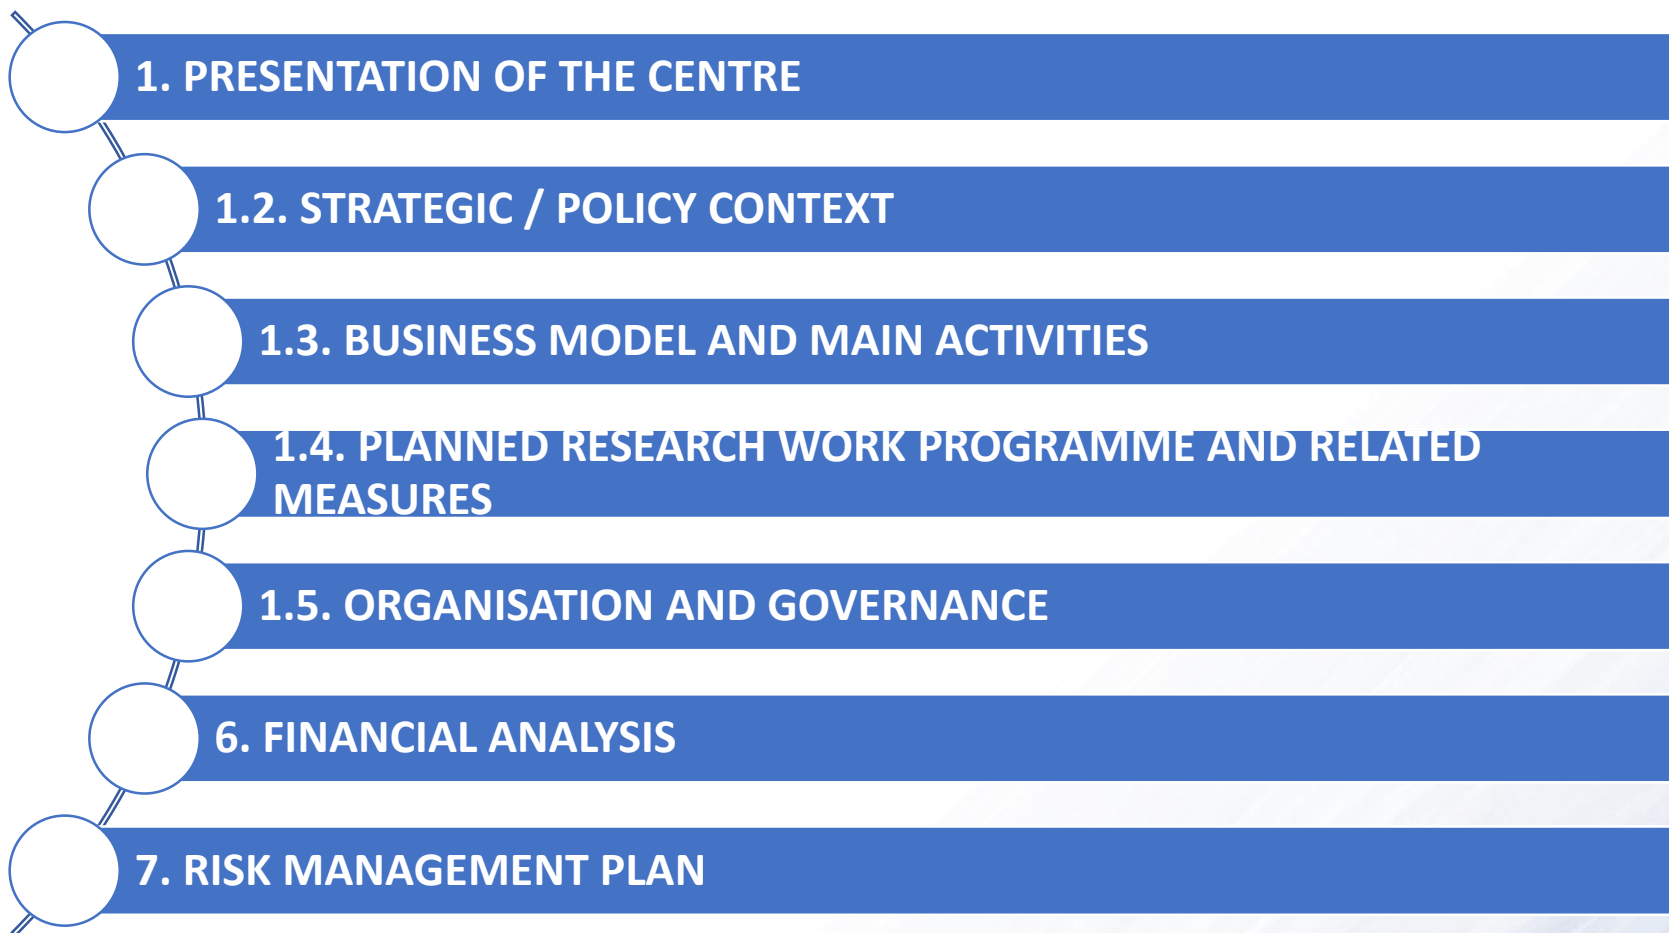 1. PRESENTATION OF THE CENTRE
1.2. STRATEGIC / POLICY CONTEXT
1.3. BUSINESS MODEL AND MAIN ACTIVITIES
1.4. PLANNED RESEARCH WORK PROGRAMME AND RELATED
MEASURES
1.5. ORGANISATION AND GOVERNANCE
6. FINANCIAL ANALYSIS
7. RISK MANAGEMENT PLAN